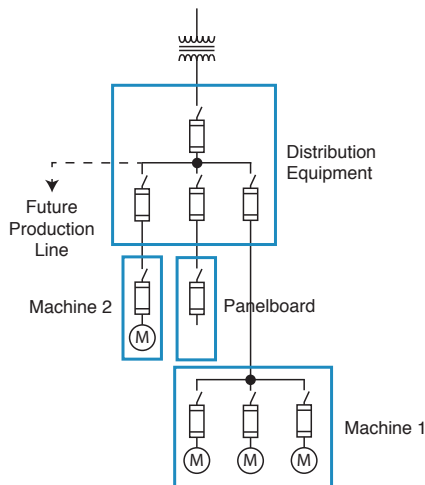 Distribution
Equipment
Future
Production
Line
Machine 2
Panelboard
M
Machine 1
M
M
M